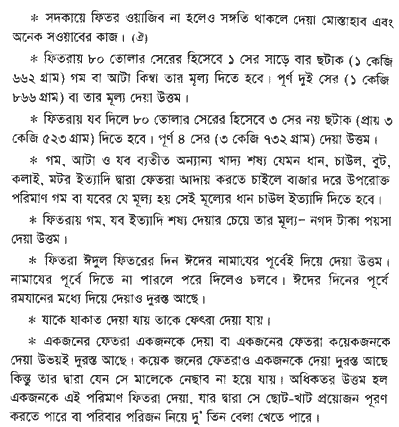 * সদকায়ে ফিতর ওয়াজিব না হলেও সঙ্গতি থাকলে দেয়া মোস্তাহাব এবং
অনেক সওয়াবের কাজ। (ঐ)
* ফিতরায় ৮০ তোলার সেরের হিসেবে ১ সের সাড়ে বার ছটাক (১ কেজি
৬৬২ গ্রাম) গম বা আটা কিম্বা তার মূল্য দিতে হবে। পূর্ণ দুই সের (১ কেজি
৮৬৬ গ্রাম) বা তার মূল্য দেয়া উত্তম।
* ফিতরায় যব দিলে ৮০ তোলার সেরের হিসেবে ৩ সের নয় ছটাক (প্রায় ৩
কেজি ৫২৩ গ্রাম) দিতে হবে। পূর্ণ ৪ সের (৩ কেজি ৭৩২ গ্রাম) দেয়া উত্তম।
* গম, আটা ও যব ব্যতীত অন্যান্য খাদ্য শষ্য যেমন ধান, চাউল, বুট,
কলাই, মটর ইত্যাদি দ্বারা ফেতরা আদায় করতে চাইলে বাজার দরে উপরোক্ত
পরিমাণ গম বা যবের যে মূল্য হয় সেই মূল্যের ধান চাউল ইত্যাদি দিতে হবে।
* ফিতরায় গম, যব ইত্যাদি শষ্য দেয়ার চেয়ে তার মূল্য– নগদ টাকা পয়সা
দেয়া উত্তম।
* ফিতরা ঈদুল ফিতরের দিন ঈদের নামাযের পূর্বেই দিয়ে দেয়া উত্তম।
নামাযের পূর্বে দিতে না পারলে পরে দিলেও চলবে। ঈদের দিনের পূর্বে
রমযানের মধ্যে দিয়ে দেয়াও দুরস্ত আছে।
* যাকে যাকাত দেয়া যায় তাকে ফেৎরা দেয়া যায়।
* একজনের ফেতরা একজনকে দেয়া বা একজনের ফেতরা কয়েকজনকে
দেয়া উভয়ই দুরস্ত আছে। কয়েক জনের ফেতরাও একজনকে দেয়া দুরস্ত আছে
কিন্তু তার দ্বারা যেন সে মালেকে নেছাব না হয়ে যায়। অধিকতর উত্তম হল
একজনকে এই পরিমাণ ফিতরা দেয়া, যার দ্বারা সে ছোট-খাট প্রয়োজন পূরণ
করতে পারে বা পরিবার পরিজন নিয়ে দু' তিন বেলা খেতে পারে।